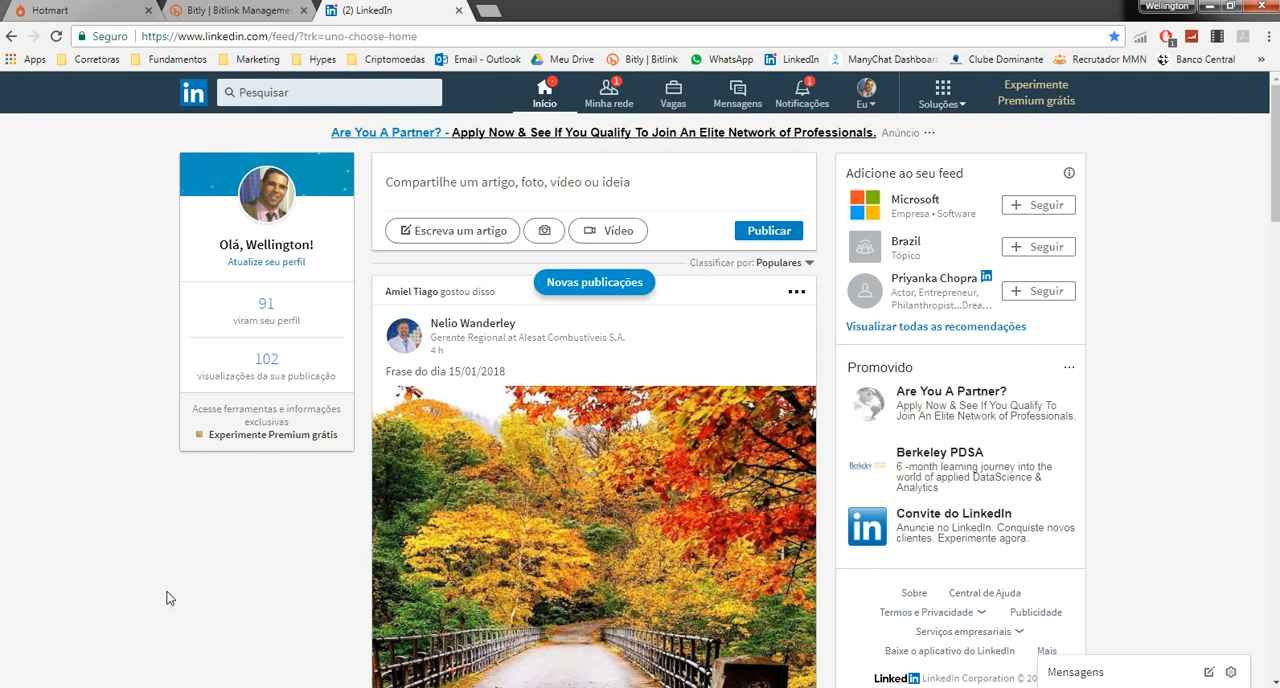 Hotmart
Bitly | Bitlink Manageme
(2) LinkedIn
Wellington
Seguro
https://www.linkedin.com/feed/?trk=uno-choose-home
Apps
Corretoras
Fundamentos
Marketing
Hypes
Criptomoedas
Email - Outlook
Meu Drive
Bitly | Bitlink
WhatsApp
LinkedIn
ManyChat Dashboard
Clube Dominante
Recrutador MMN
Banco Central
»
in
Pesquisar
Início
1
Minha rede
Vagas
Mensagens
1
Notificações
Eu
Soluções
Experimente
Premium grátis
Are You A Partner? - Apply Now & See If You Qualify To Join An Elite Network of Professionals. Anúncio ···
Olá, Wellington!
Atualize seu perfil
91
viram seu perfil
102
visualizações da sua publicação
Acesse ferramentas e informações
exclusivas
Experimente Premium grátis
Compartilhe um artigo, foto, vídeo ou ideia
Escreva um artigo
Vídeo
Publicar
Classificar por: Populares
Novas publicações
Amiel Tiago gostou disso
Nelio Wanderley
Gerente Regional at Alesat Combustíveis S.A.
4 h
Frase do dia 15/01/2018
Adicione ao seu feed
Microsoft
Empresa • Software
+ Seguir
Brazil
Tópico
+ Seguir
Priyanka Chopra in
Actor, Entrepreneur,
Philanthropist...Drea...
+ Seguir
Visualizar todas as recomendações
Promovido
Are You A Partner?
Apply Now & See If You Qualify To
Join An Elite Network of Professionals.
Berkeley
Berkeley PDSA
6 -month learning journey into the
world of applied DataScience &
Analytics
in
Convite do LinkedIn
Anuncie no LinkedIn. Conquiste novos
clientes. Experimente agora.
Sobre
Central de Ajuda
Termos e Privacidade
Publicidade
Serviços empresariais
Baixe o aplicativo do LinkedIn
Mais
Linked in LinkedIn Corporation © 20
Mensagens